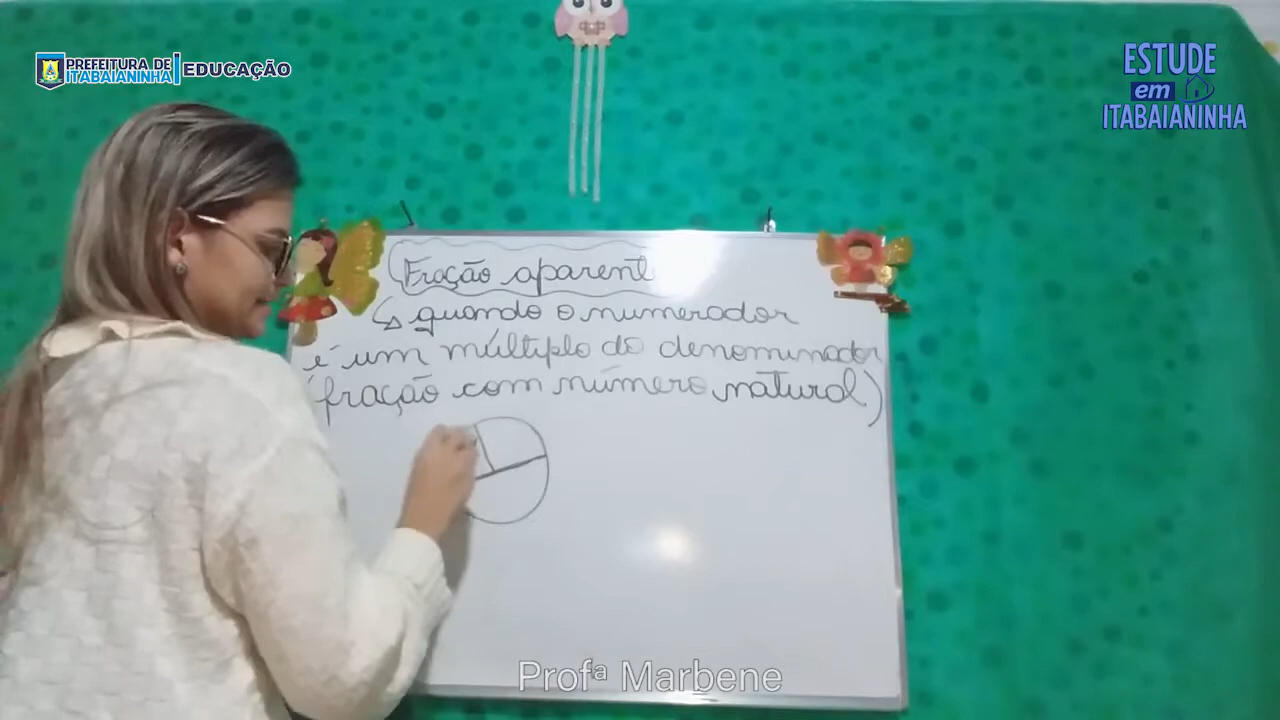 PREFEITURA DE
ITABAIANINHA
EDUCAÇÃO
ESTUDE
em
ITABAIANINHA
Fração aparent
↳ quando o numerador
é um múltiplo do denominador
(fração com número natural)
Profª Marbene